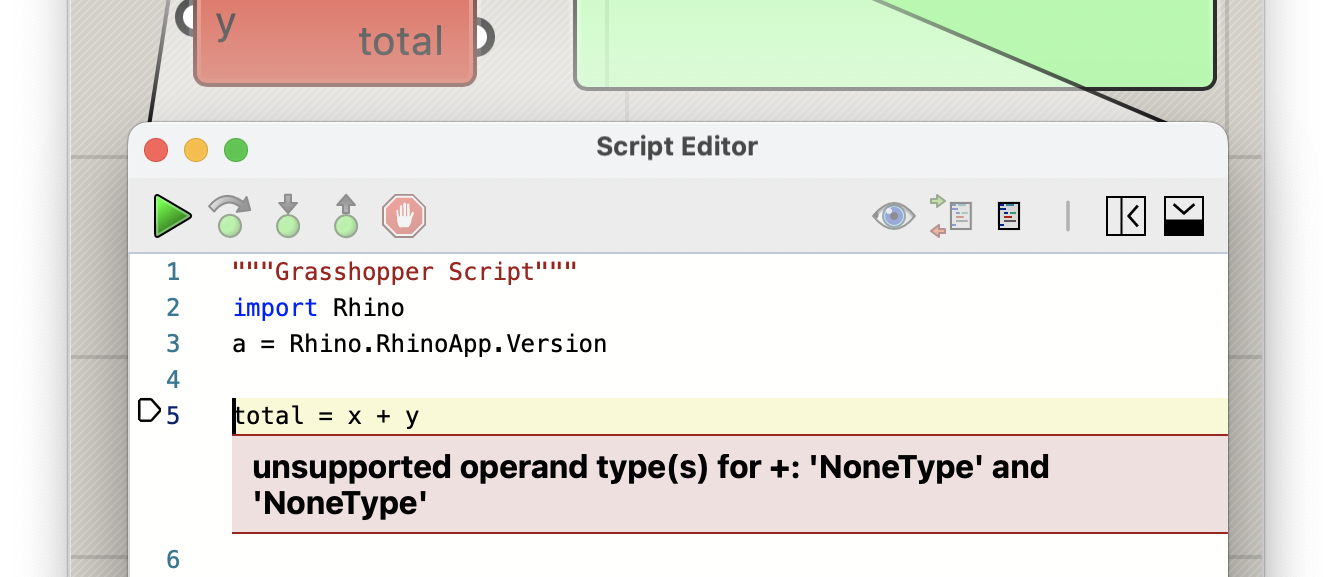 y
total
Script Editor
1 """Grasshopper Script"""
2 import Rhino
3 a = Rhino.RhinoApp.Version
4
5 total = x + y
unsupported operand type(s) for +: 'NoneType' and
'NoneType'
6